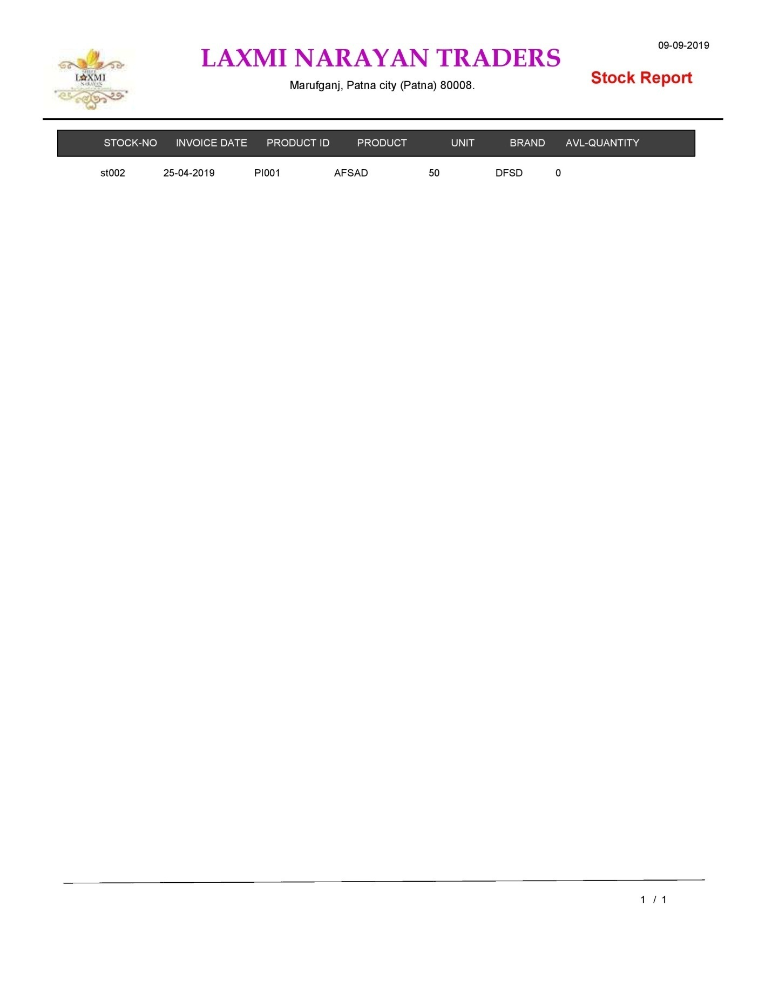 09-09-2019
LAXMI NARAYAN TRADERS
Stock Report
Marufganj, Patna city (Patna) 80008.
SHREE
LAXMI
NARAYAN
STOCK-NO INVOICE DATE PRODUCT ID PRODUCT UNIT BRAND AVL-QUANTITY
st002 25-04-2019 PI001 AFSAD 50 DFSD 0
1 / 1